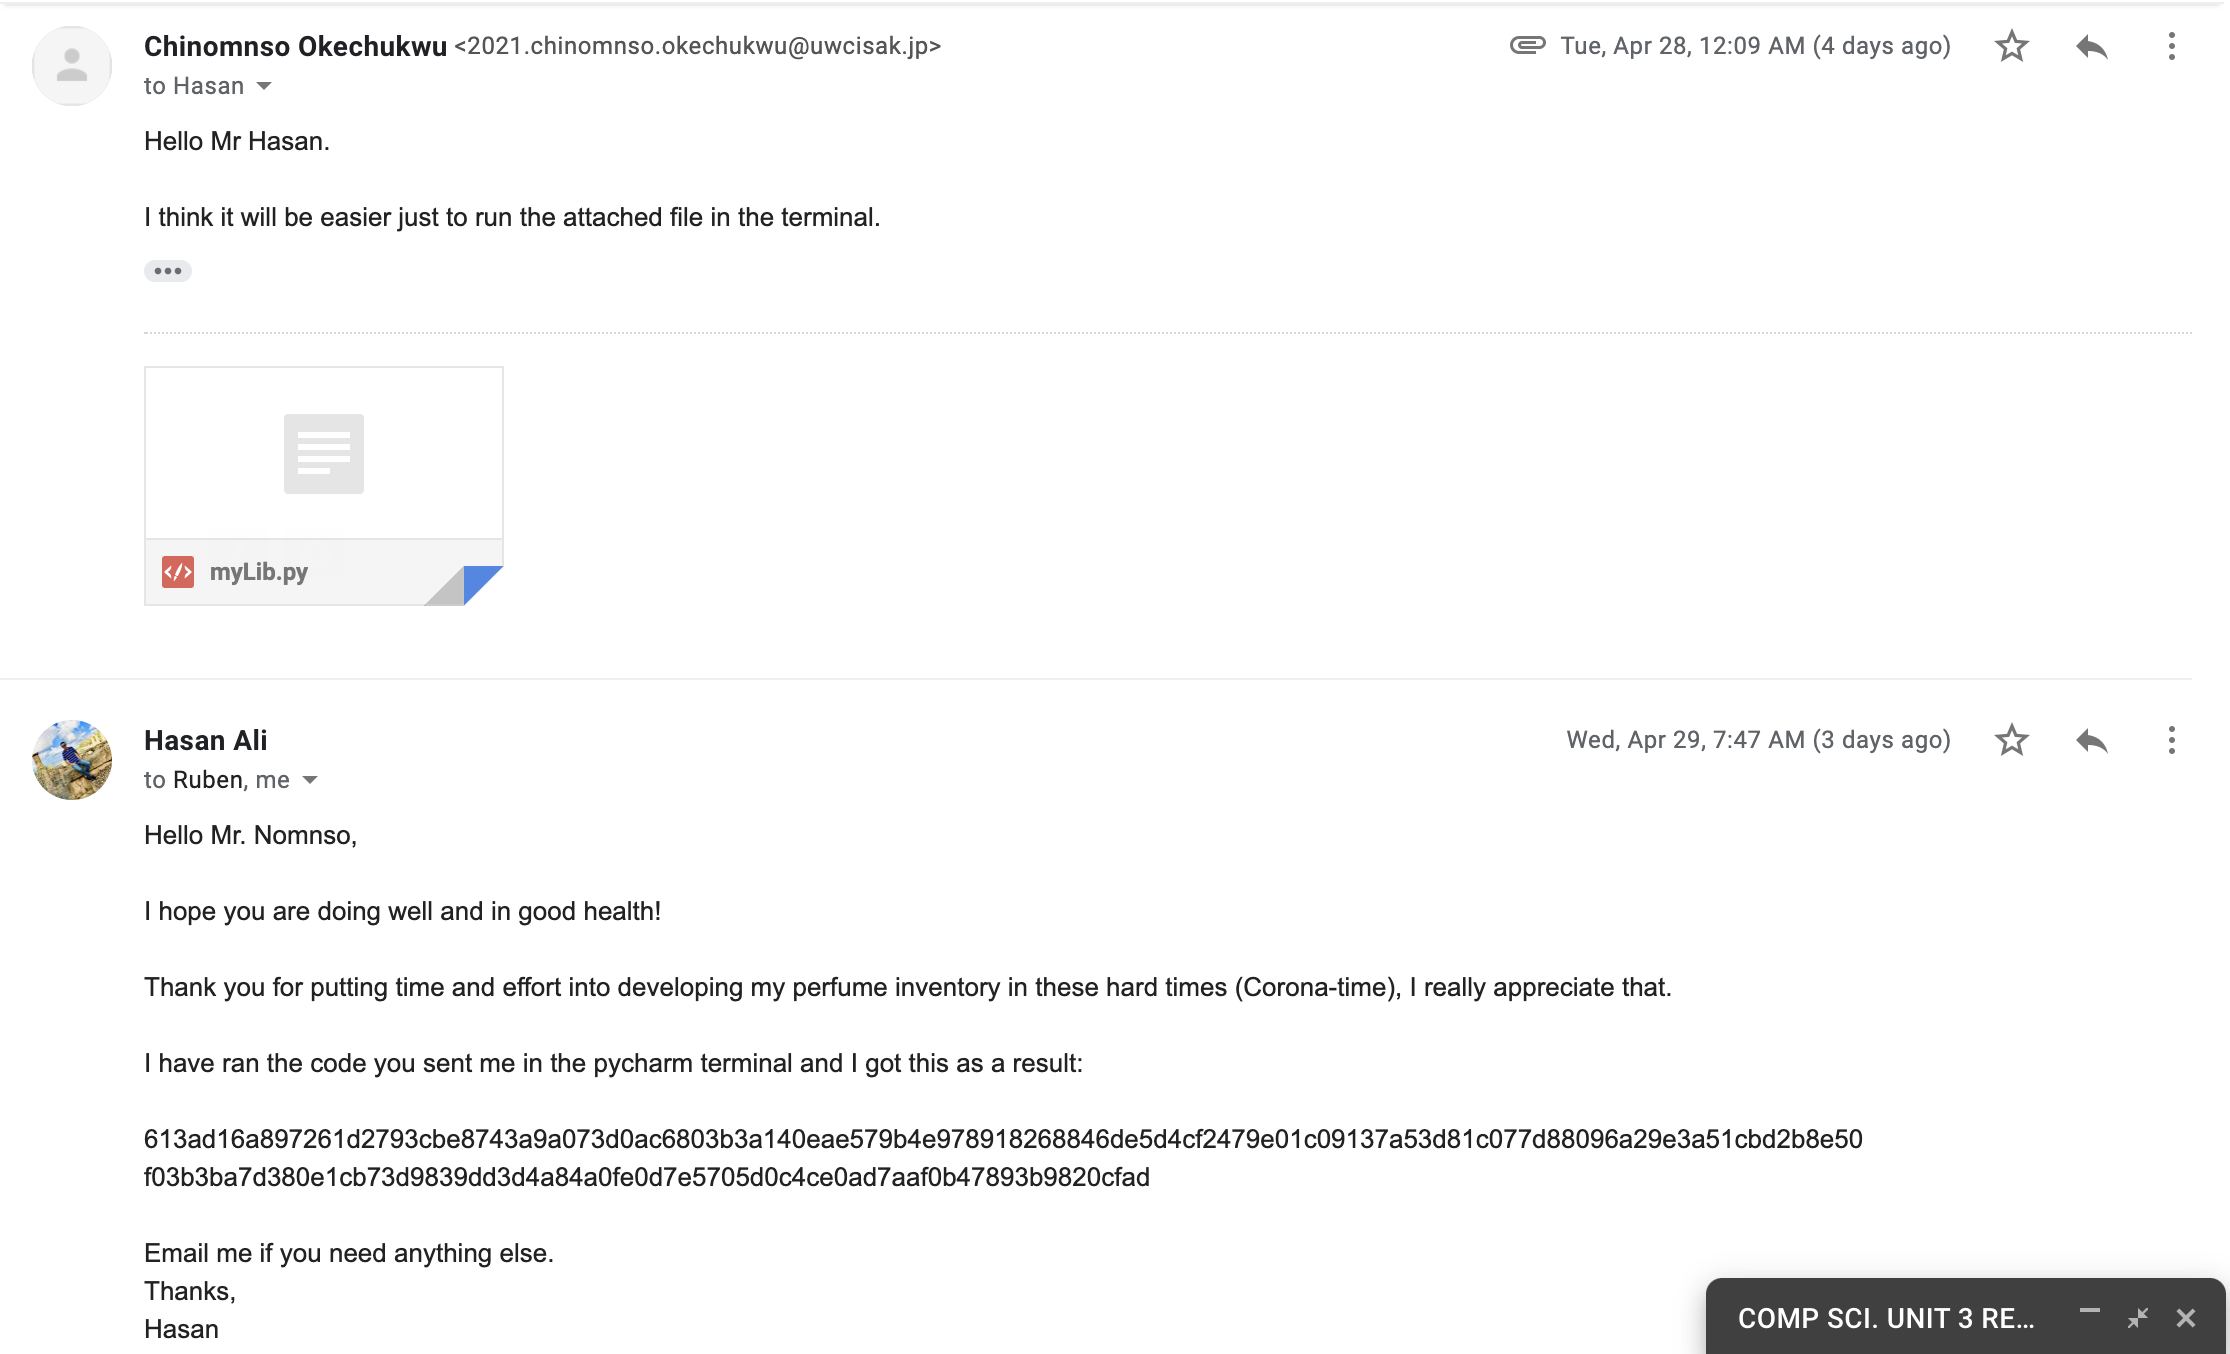 Chinomnso Okechukwu <2021.chinomnso.okechukwu@uwcisak.jp>
Tue, Apr 28, 12:09 AM (4 days ago)
to Hasan
Hello Mr Hasan.
I think it will be easier just to run the attached file in the terminal.
myLib.py
Hasan Ali
Wed, Apr 29, 7:47 AM (3 days ago)
to Ruben, me
Hello Mr. Nomnso,
I hope you are doing well and in good health!
Thank you for putting time and effort into developing my perfume inventory in these hard times (Corona-time), I really appreciate that.
I have ran the code you sent me in the pycharm terminal and I got this as a result:
613ad16a897261d2793cbe8743a9a073d0ac6803b3a140eae579b4e978918268846de5d4cf2479e01c09137a53d81c077d88096a29e3a51cbd2b8e50
f03b3ba7d380e1cb73d9839dd3d4a84a0fe0d7e5705d0c4ce0ad7aaf0b47893b9820cfad
Email me if you need anything else.
Thanks,
Hasan
COMP SCI. UNIT 3 RE...